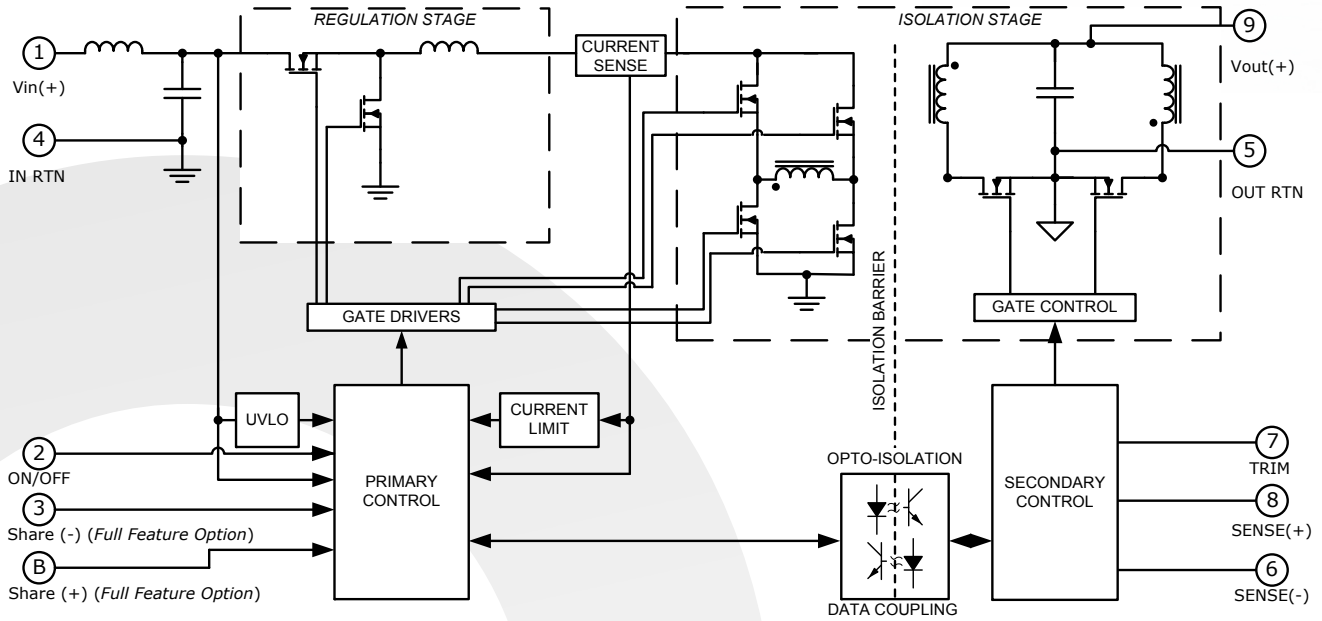 REGULATION STAGE
ISOLATION STAGE
1
Vin(+)
4
IN RTN
CURRENT
SENSE
9
Vout(+)
5
OUT RTN
GATE DRIVERS
ISOLATION BARRIER
GATE CONTROL
UVLO
CURRENT
LIMIT
PRIMARY
CONTROL
2
ON/OFF
3
Share (-) (Full Feature Option)
B
Share (+) (Full Feature Option)
OPTO-ISOLATION
DATA COUPLING
SECONDARY
CONTROL
7
TRIM
8
SENSE(+)
6
SENSE(-)